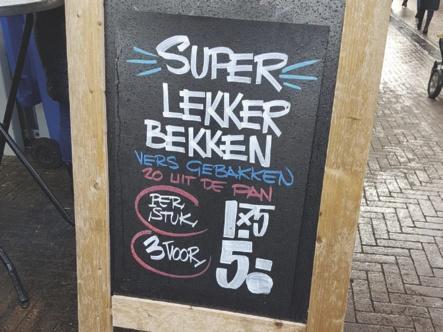 SUPER
LEKKER
BEKKEN
VERS GEBAKKEN
ZO UIT DE PAN
PER STUK, 1.75
3 VOOR, 5.-